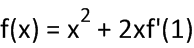 f(x) = x² + 2xf'(1)